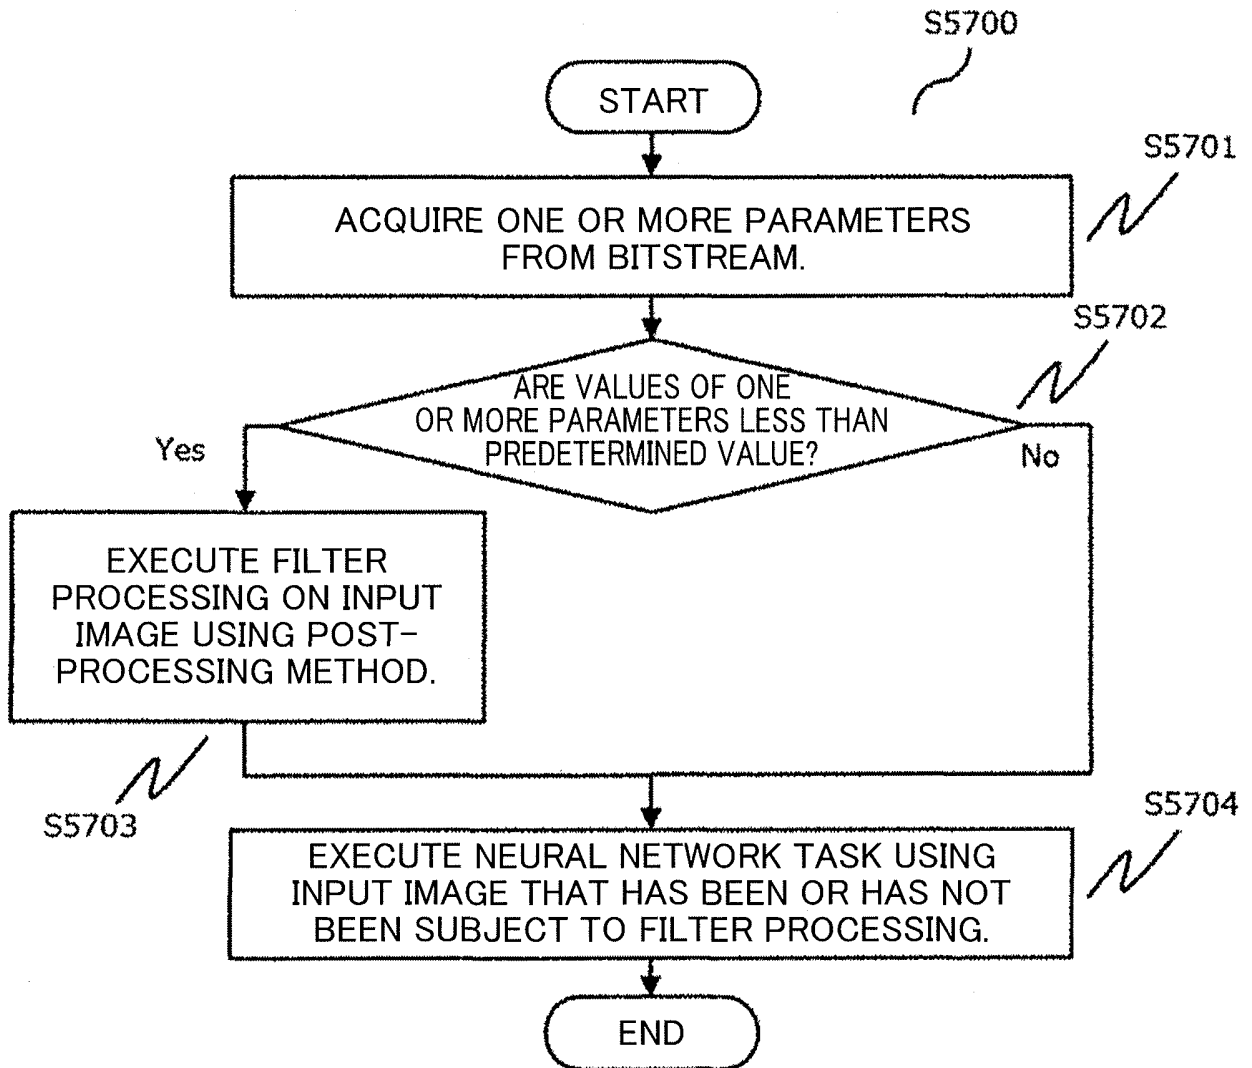 S5700
START
S5701
ACQUIRE ONE OR MORE PARAMETERS
FROM BITSTREAM.
S5702
ARE VALUES OF ONE
OR MORE PARAMETERS LESS THAN
PREDETERMINED VALUE?
Yes
No
EXECUTE FILTER
PROCESSING ON INPUT
IMAGE USING POST-
PROCESSING METHOD.
S5703
S5704
EXECUTE NEURAL NETWORK TASK USING
INPUT IMAGE THAT HAS BEEN OR HAS NOT
BEEN SUBJECT TO FILTER PROCESSING.
END